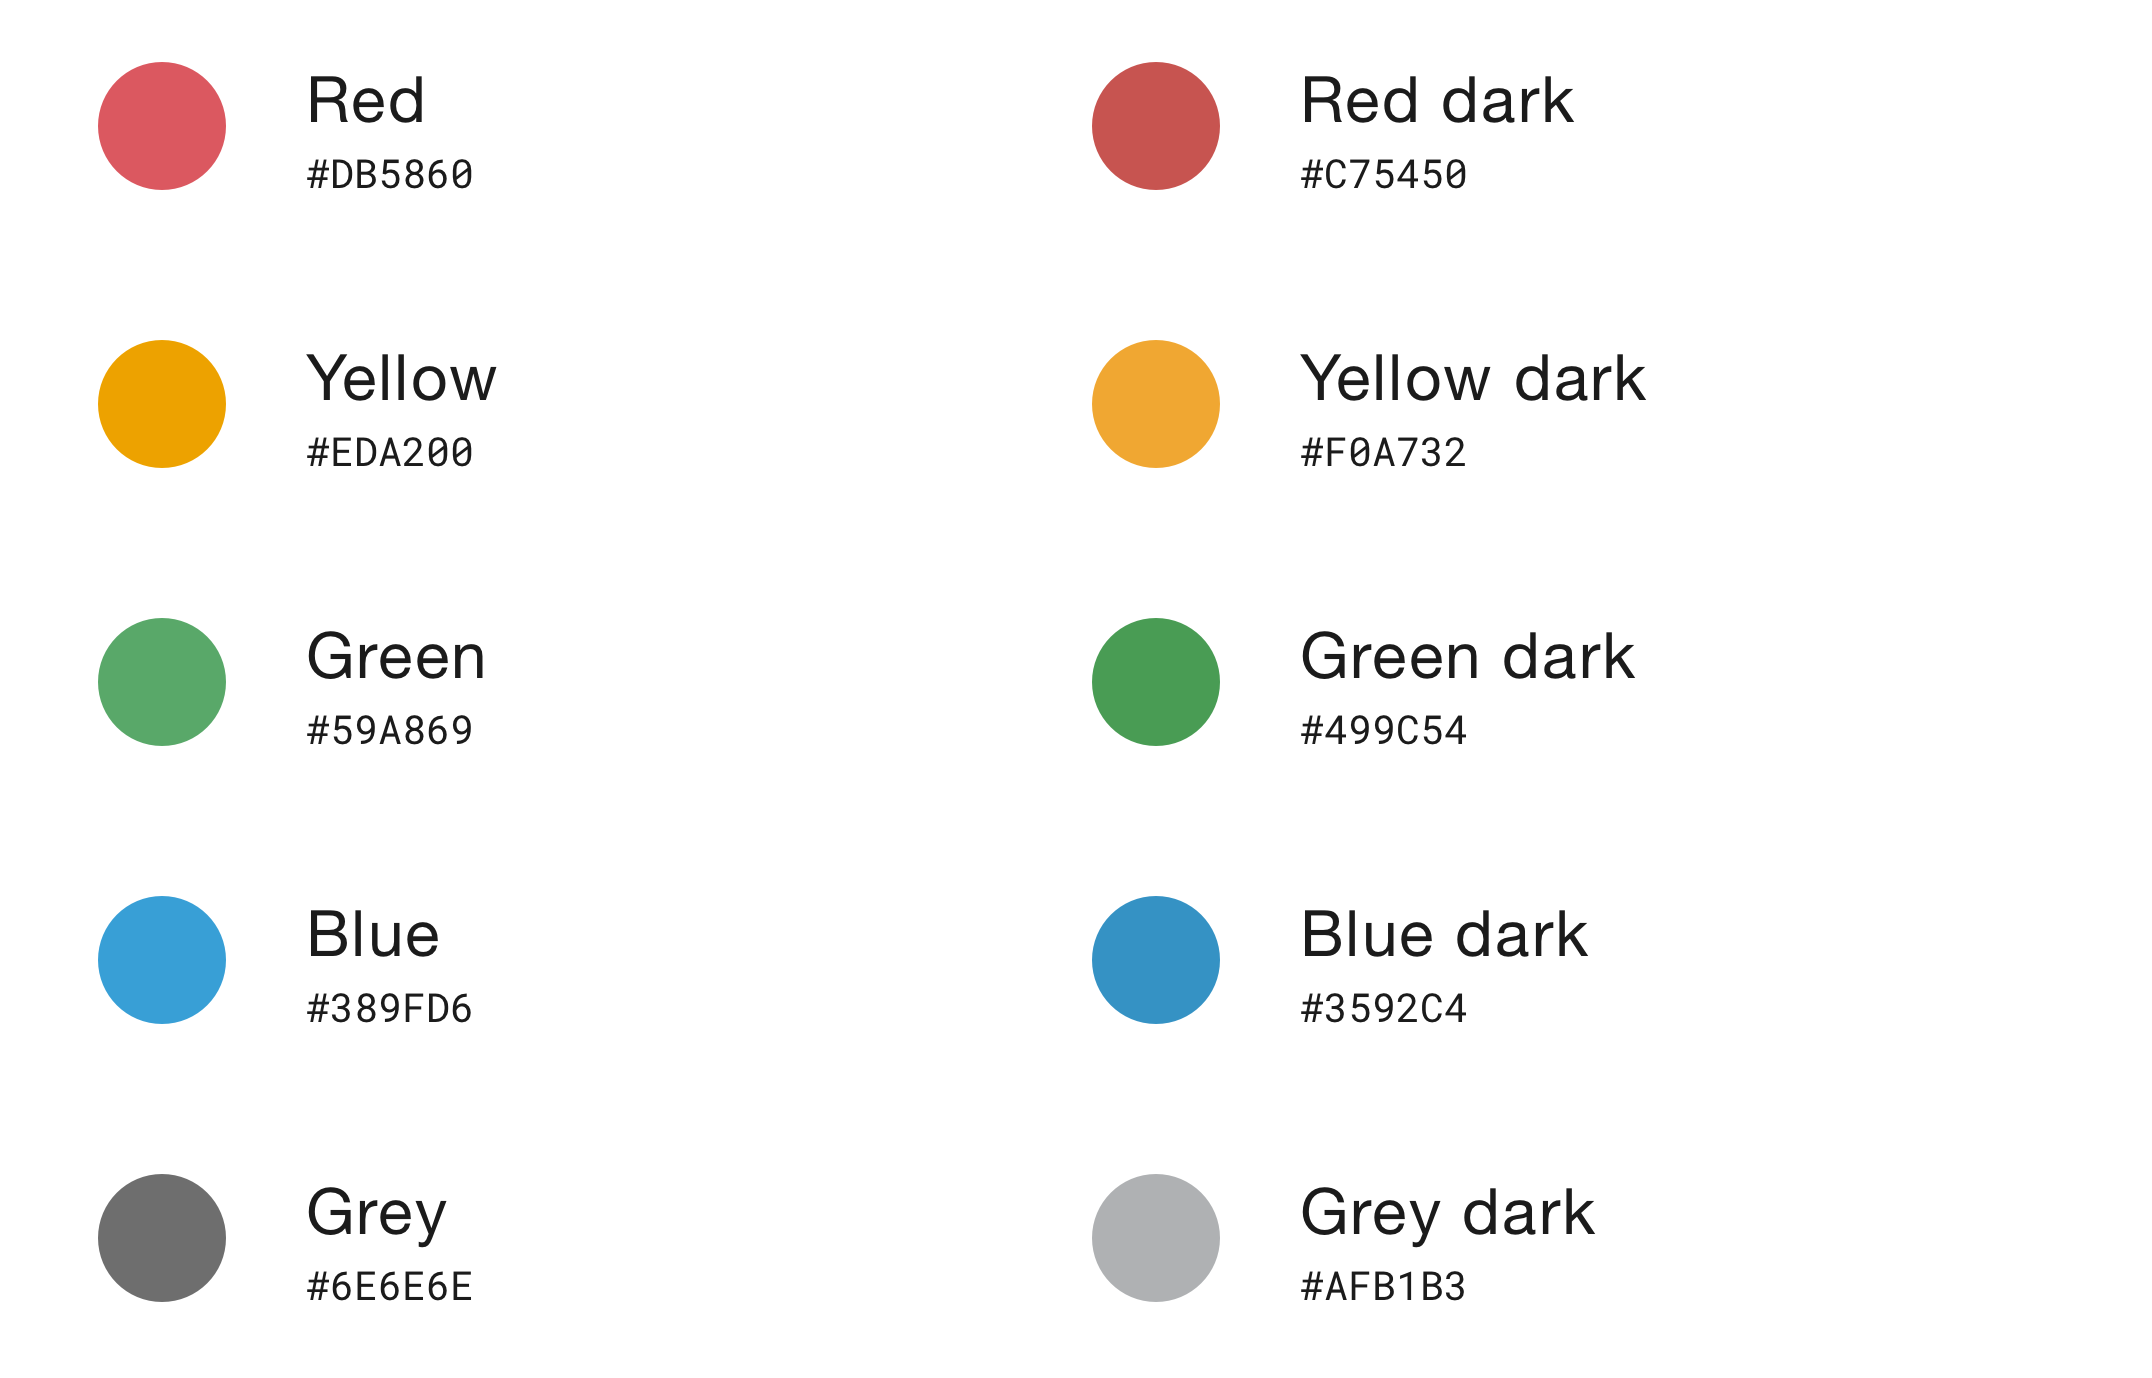 Red
#DB5860
Red dark
#C75450
Yellow
#EDA200
Yellow dark
#F0A732
Green
#59A869
Green dark
#499C54
Blue
#389FD6
Blue dark
#3592C4
Grey
#6E6E6E
Grey dark
#AFB1B3